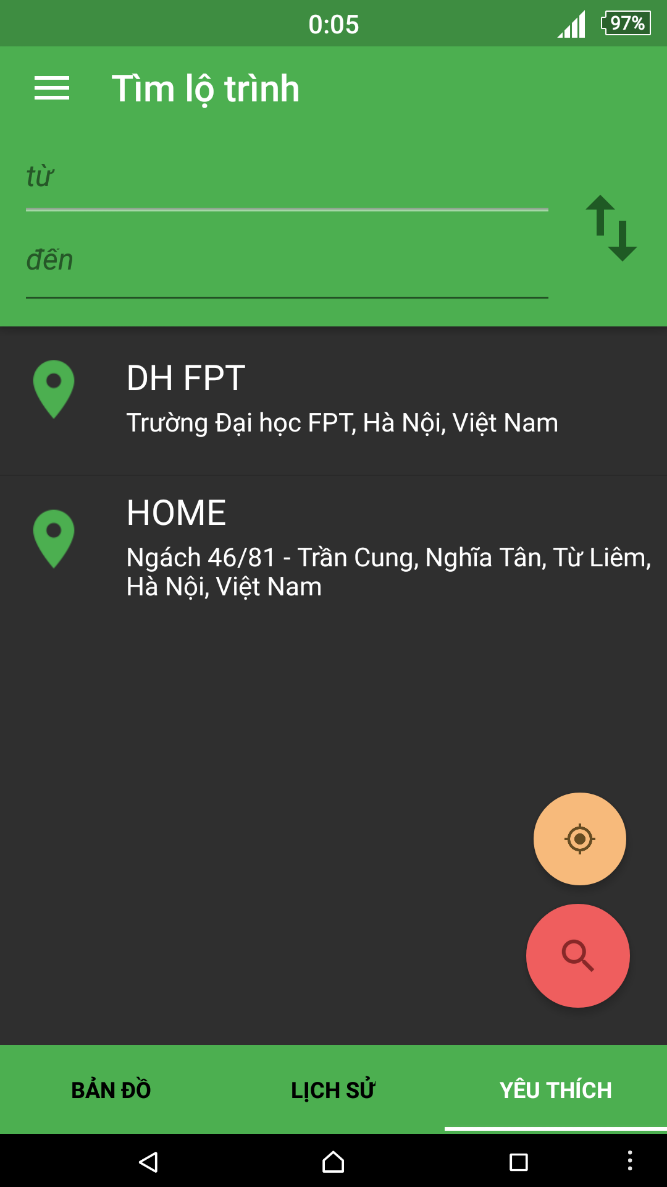 0:05
97%
Tìm lộ trình
từ
đến
DH FPT
Trường Đại học FPT, Hà Nội, Việt Nam
HOME
Ngách 46/81 - Trần Cung, Nghĩa Tân, Từ Liêm,
Hà Nội, Việt Nam
BẢN ĐỒ
LỊCH SỬ
YÊU THÍCH